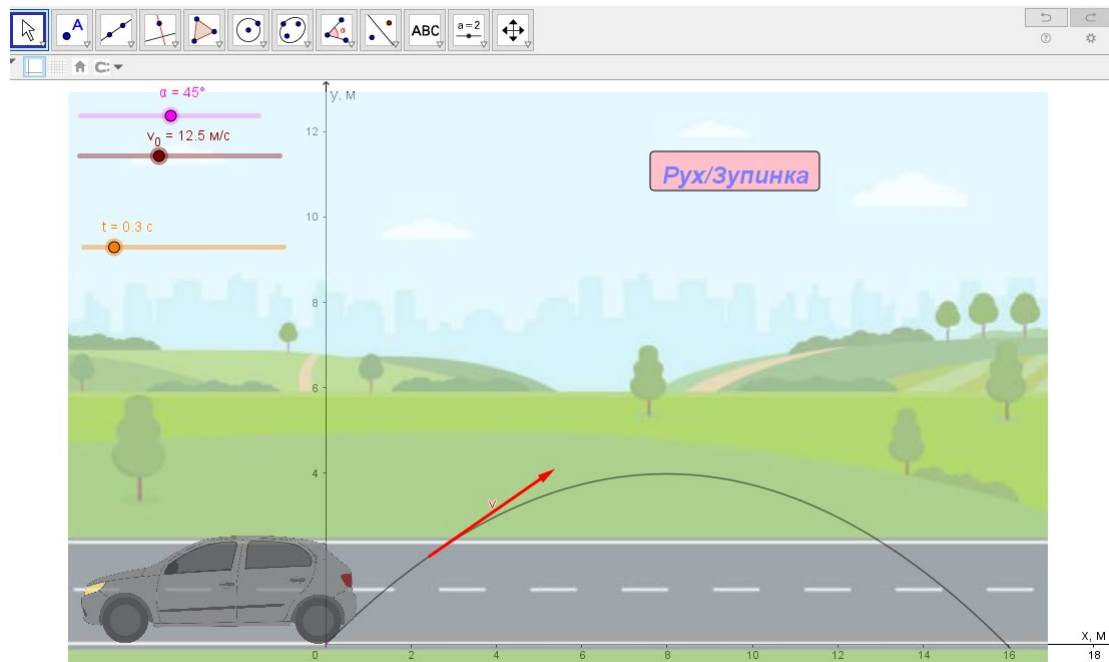 A
α
ABC
a=2
α = 45°
y, м
v₀ = 12.5 м/с
12
Рух/Зупинка
10
t = 0.3 с
8
6
4
v
0
2
4
6
8
10
12
14
16
18
x, м